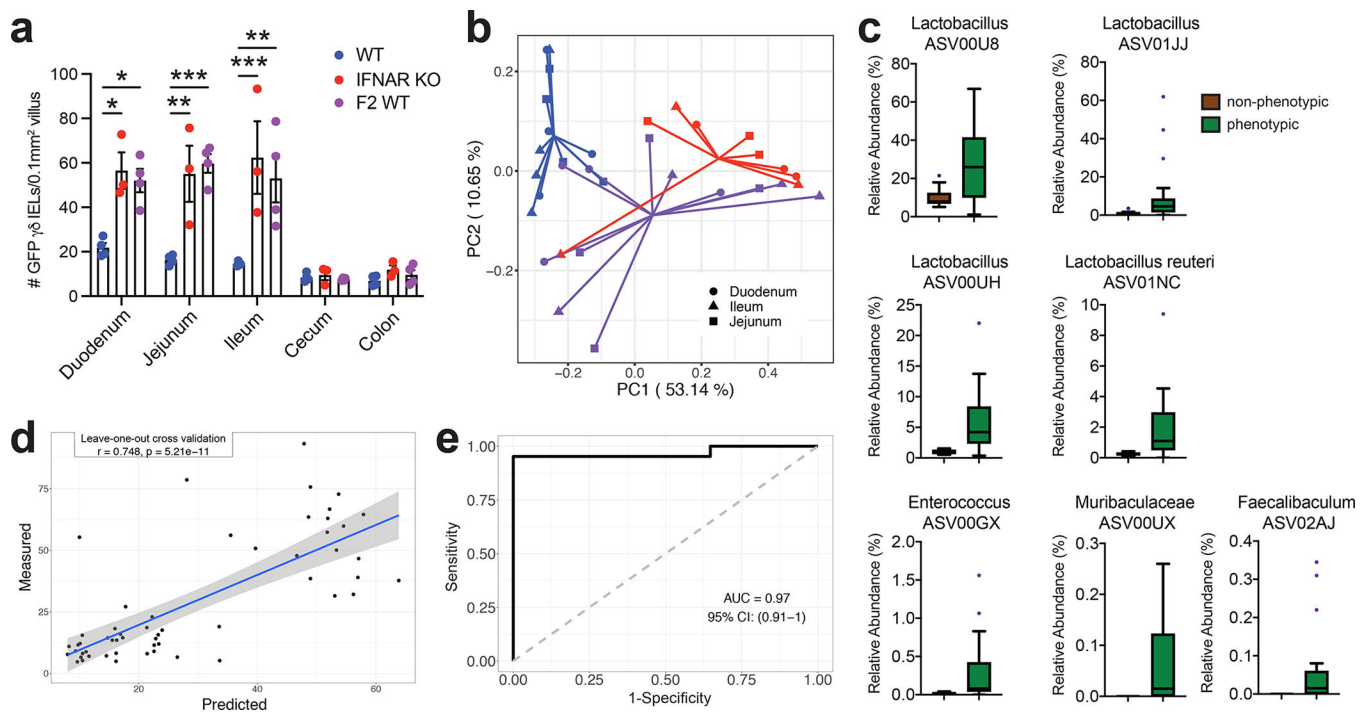 a
WT
IFNAR KO
F2 WT
# GFP γδ IELs/0.1mm² villus
100
80
60
40
20
0
*
*
**
***
***
**
Duodenum
Jejunum
Ileum
Cecum
Colon
b
PC2 ( 10.65 %)
0.2
0.0
−0.2
−0.2
0.0
0.2
0.4
PC1 ( 53.14 %)
Duodenum
Ileum
Jejunum
c
Lactobacillus
ASV00U8
Relative Abundance (%)
80
60
40
20
0
Lactobacillus
ASV01JJ
Relative Abundance (%)
80
60
40
20
0
non-phenotypic
phenotypic
Lactobacillus
ASV00UH
Relative Abundance (%)
25
20
15
10
5
0
Lactobacillus reuteri
ASV01NC
Relative Abundance (%)
10
8
6
4
2
0
Enterococcus
ASV00GX
Relative Abundance (%)
2.0
1.5
1.0
0.5
0.0
Muribaculaceae
ASV00UX
Relative Abundance (%)
0.3
0.2
0.1
0.0
Faecalibaculum
ASV02AJ
Relative Abundance (%)
0.4
0.3
0.2
0.1
0.0
d
Leave−one−out cross validation
r = 0.748, p = 5.21e−11
Measured
75
50
25
0
20
40
60
Predicted
e
Sensitivity
1.00
0.75
0.50
0.25
0.00
AUC = 0.97
95% CI: (0.91−1)
0.00
0.25
0.50
0.75
1.00
1-Specificity